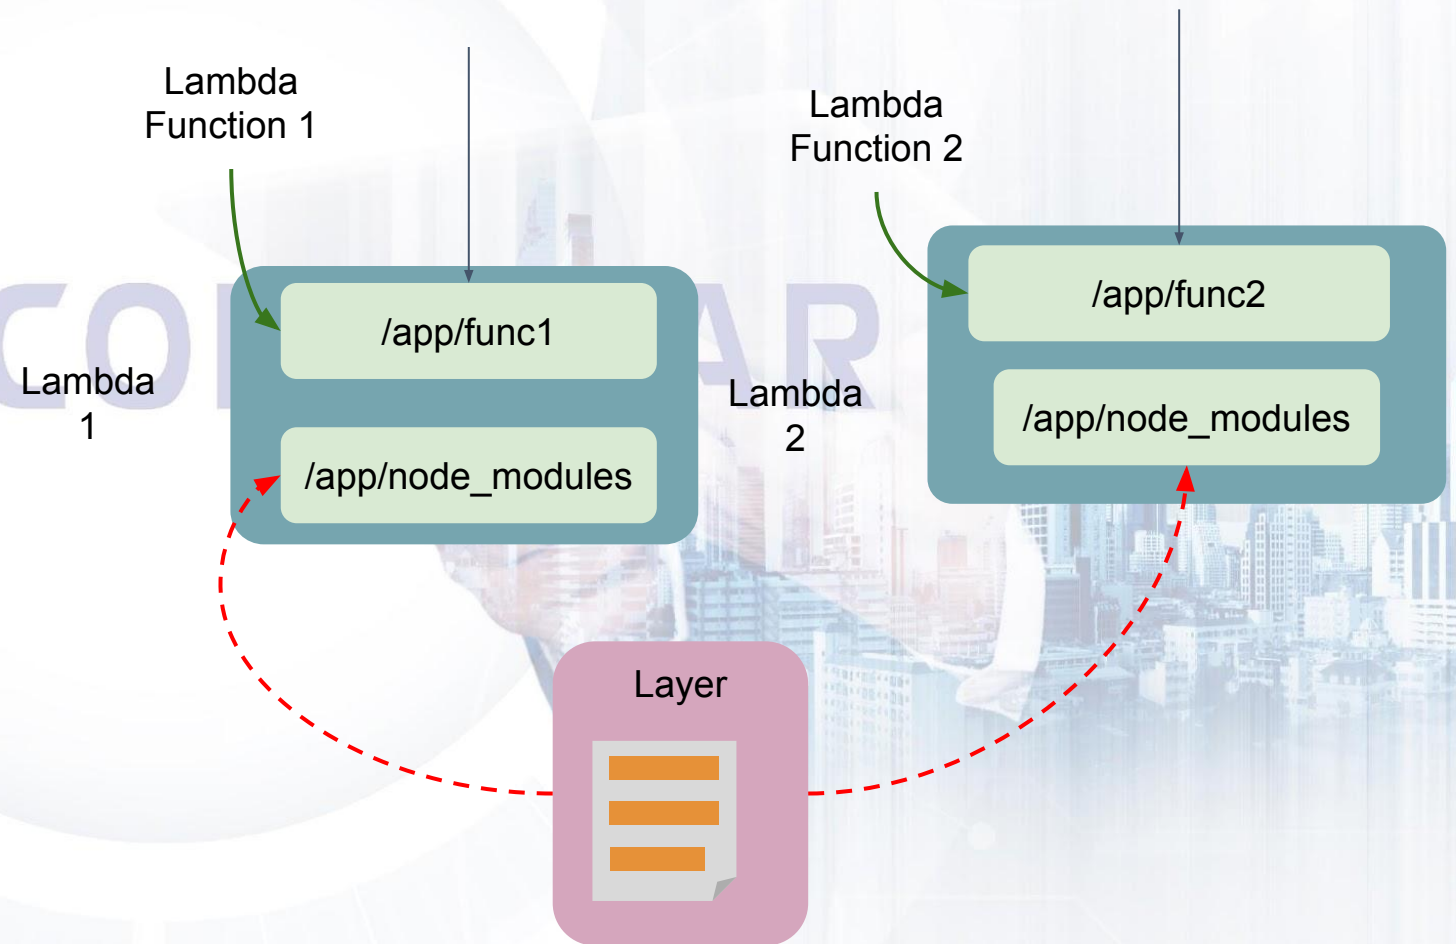 Lambda
Function 1
Lambda
Function 2
/app/func1
/app/func2
Lambda
1
Lambda
2
/app/node_modules
/app/node_modules
Layer